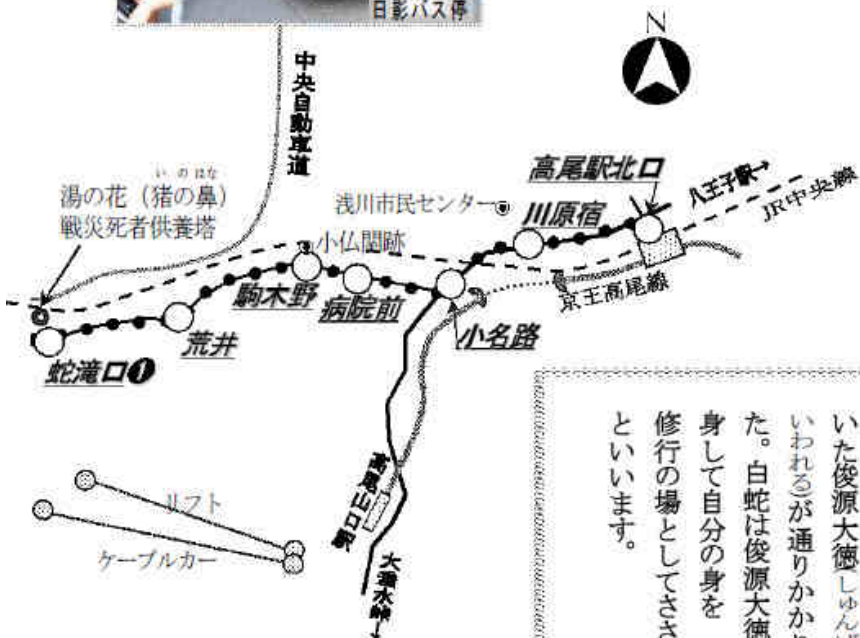 日影バス停
N
中央自動車道
高尾駅北口
八王子駅→
JR中央線
い の はな
湯の花（猪の鼻）
戦災死者供養塔
浅川市民センター
川原宿
小仏関跡
京王高尾線
駒木野
病院前
小名路
荒井
蛇滝口❶
高尾山口駅
リフト
ケーブルカー
大垂水峠→
いた俊源大徳(しゅん
いわれる)が通りかか
た。白蛇は俊源大徳
身して自分の身を
修行の場としてささ
といいます。